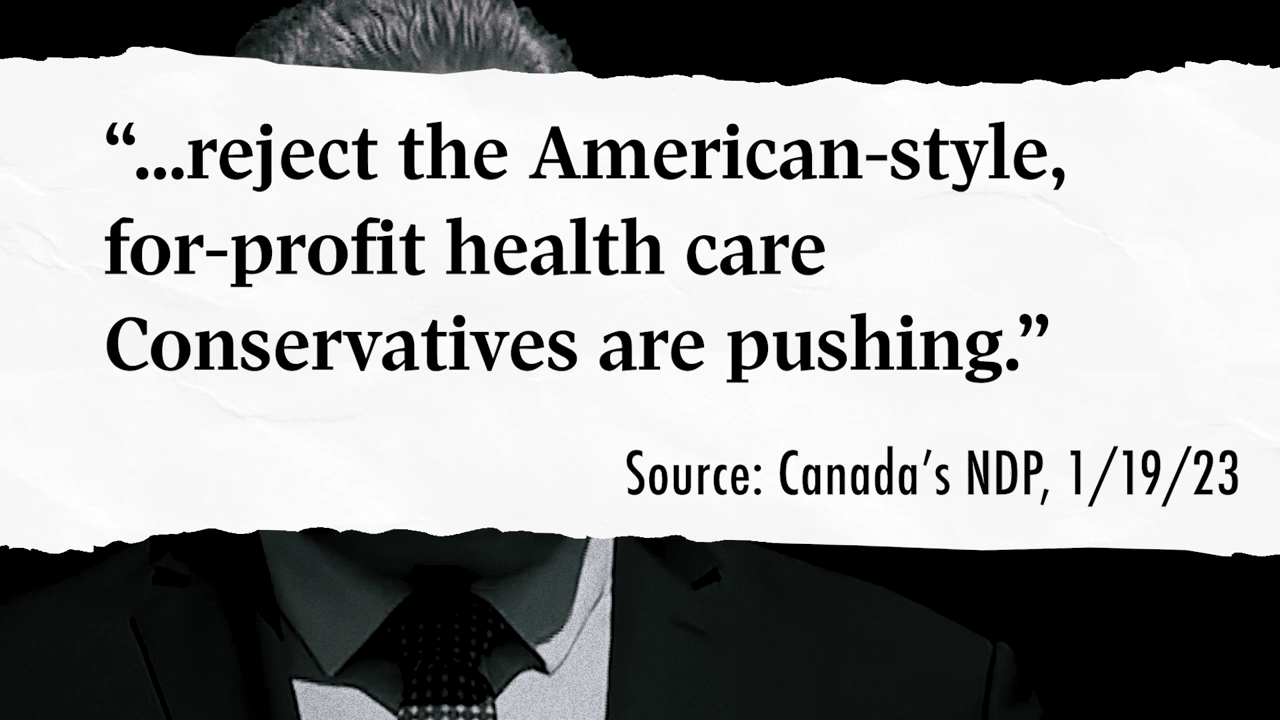 “...reject the American-style,
for-profit health care
Conservatives are pushing.”
Source: Canada’s NDP, 1/19/23